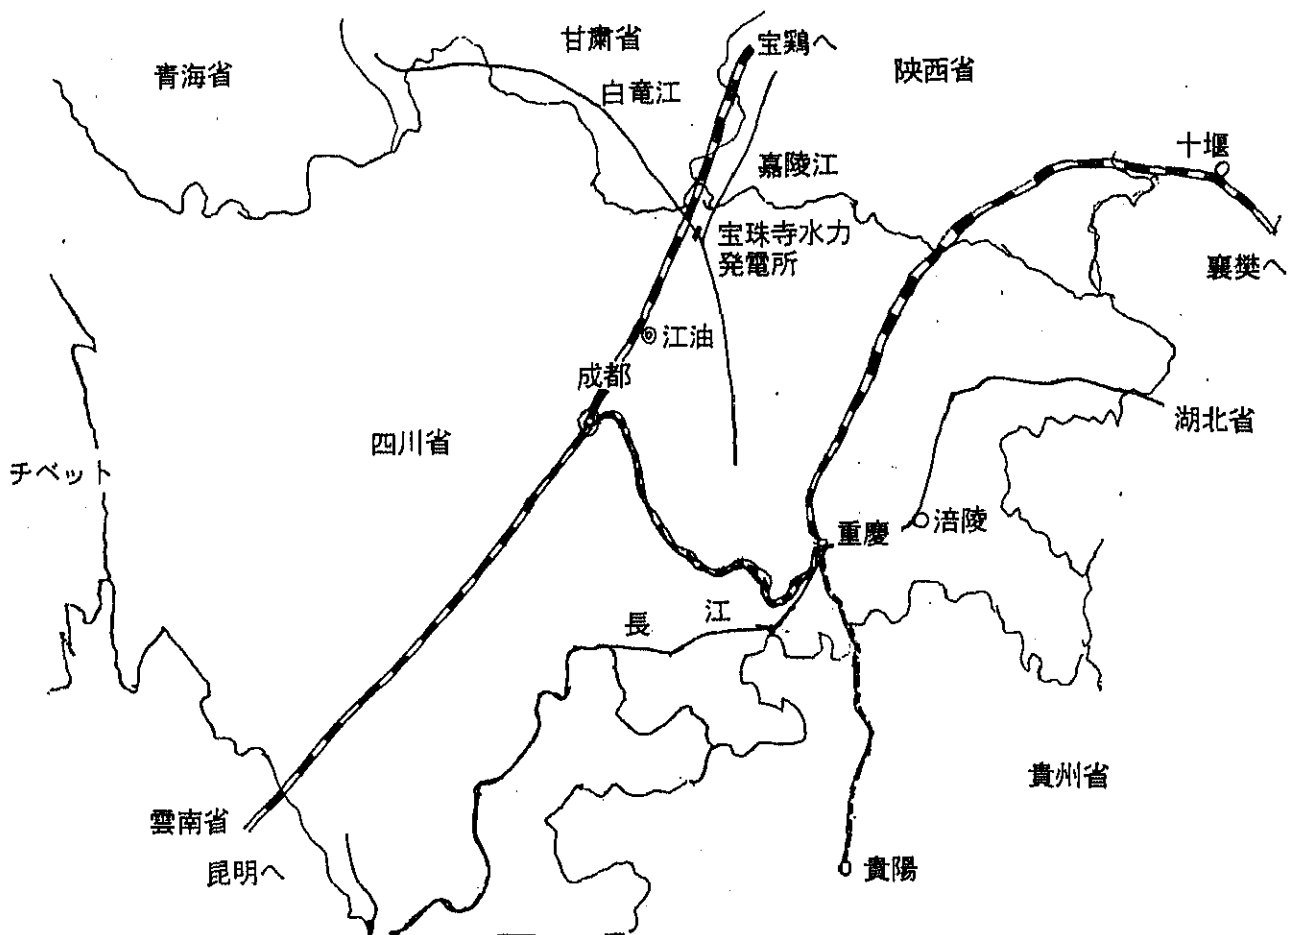 甘粛省
宝鶏へ
青海省
陝西省
白竜江
十堰
嘉陵江
宝珠寺水力
発電所
襄樊へ
江油
成都
湖北省
四川省
チベット
涪陵
重慶
長江
貴州省
雲南省
昆明へ
貴陽